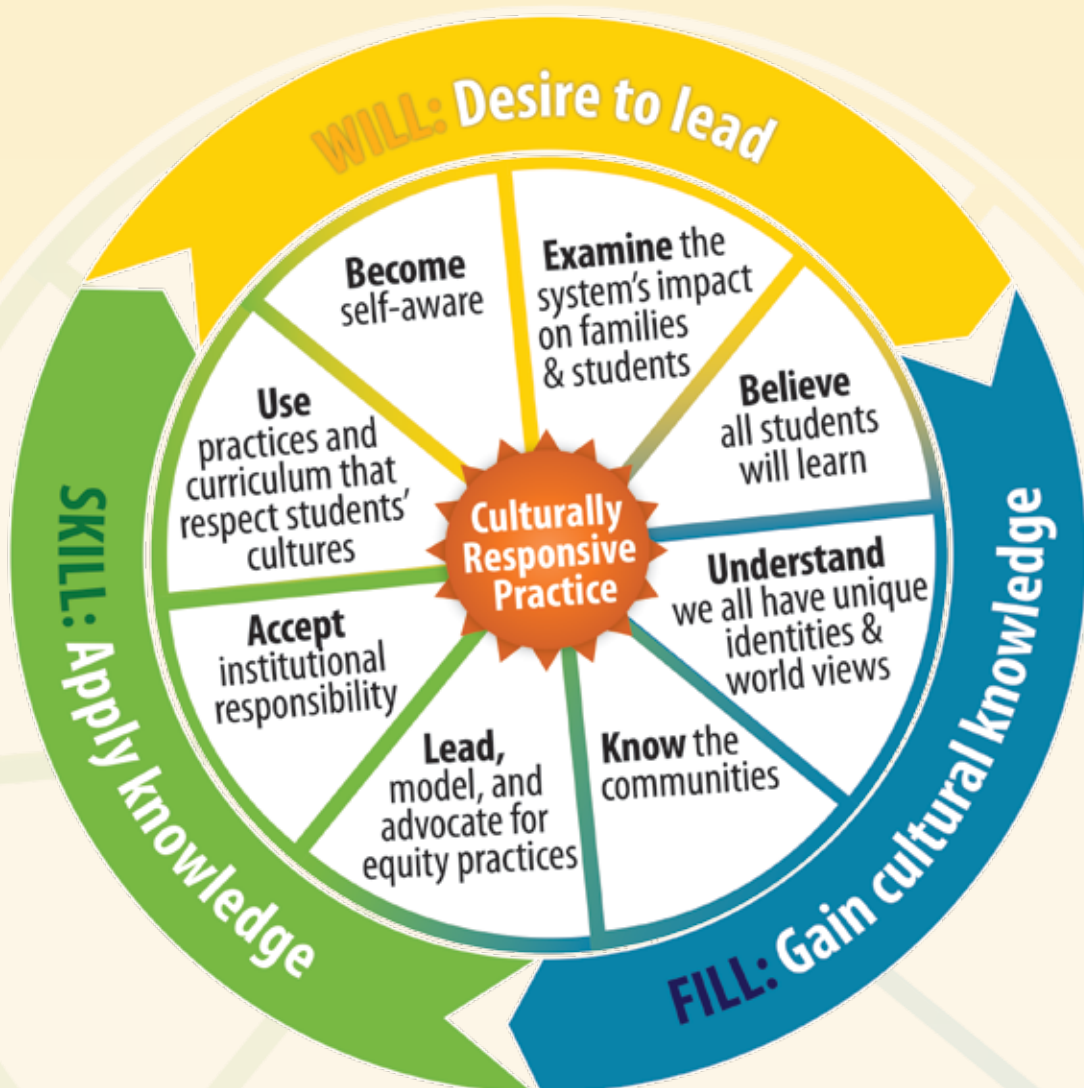 WILL: Desire to lead
Become
self-aware
Examine the
system's impact
on families
& students
Believe
all students
will learn
Understand
we all have unique
identities &
world views
Know the
communities
Lead,
model, and
advocate for
equity practices
Accept
institutional
responsibility
Use
practices and
curriculum that
respect students'
cultures
Culturally
Responsive
Practice
FILL: Gain cultural knowledge
SKILL: Apply knowledge